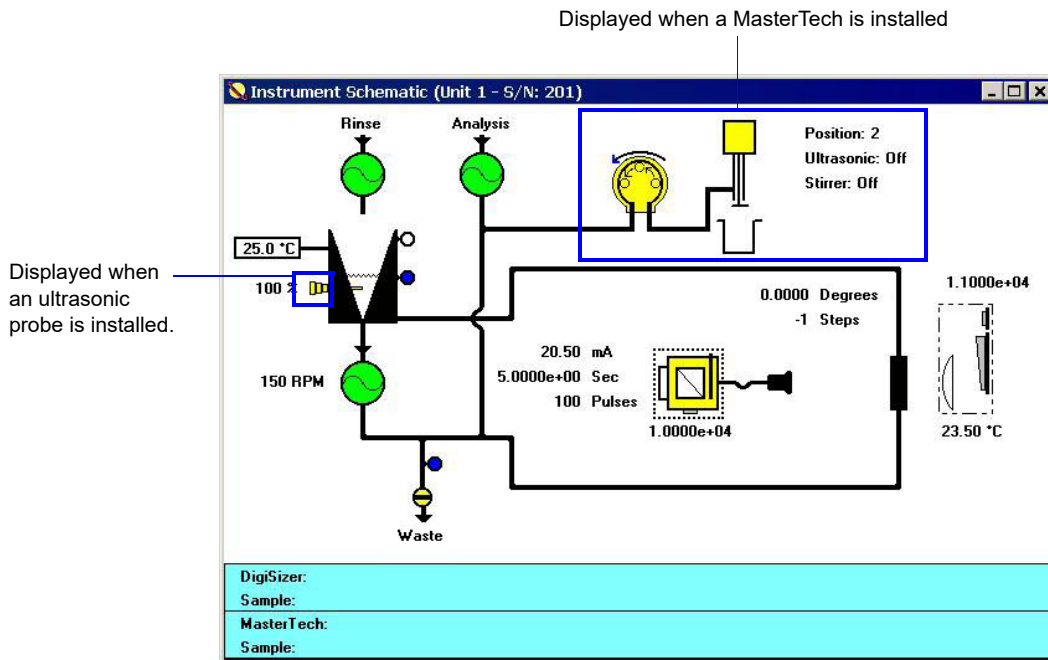 Displayed when a MasterTech is installed
Instrument Schematic (Unit 1 - S/N: 201)
Rinse
Analysis
Position: 2
Ultrasonic: Off
Stirrer: Off
25.0 °C
Displayed when
an ultrasonic
probe is installed.
100 %
0.0000 Degrees
-1 Steps
1.1000e+04
20.50 mA
5.0000e+00 Sec
100 Pulses
150 RPM
1.0000e+04
23.50 °C
Waste
DigiSizer:
Sample:
MasterTech:
Sample: